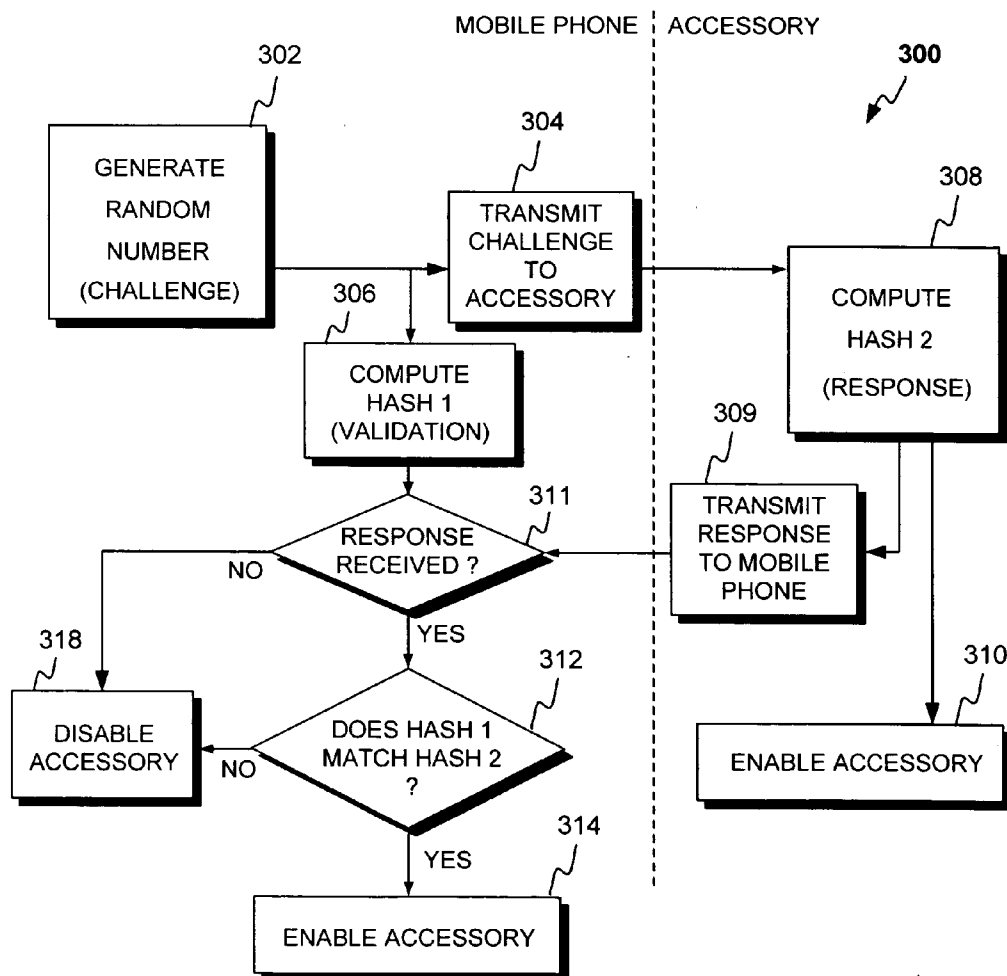 MOBILE PHONE
ACCESSORY
300
302
GENERATE
RANDOM
NUMBER
(CHALLENGE)
304
TRANSMIT
CHALLENGE
TO
ACCESSORY
306
COMPUTE
HASH 1
(VALIDATION)
308
COMPUTE
HASH 2
(RESPONSE)
309
TRANSMIT
RESPONSE
TO MOBILE
PHONE
311
RESPONSE
RECEIVED ?
NO
YES
310
ENABLE ACCESSORY
318
DISABLE
ACCESSORY
312
DOES HASH 1
MATCH HASH 2
?
NO
YES
314
ENABLE ACCESSORY